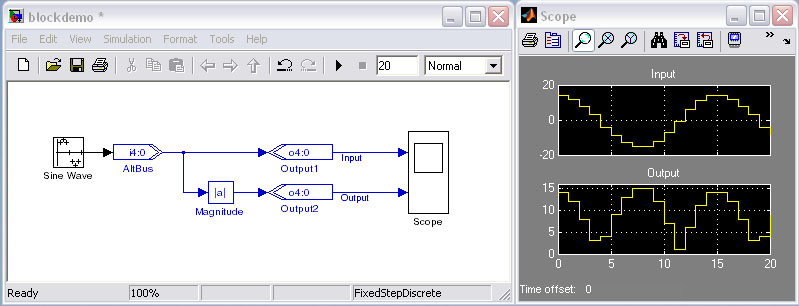 blockdemo *
File Edit View Simulation Format Tools Help
20 Normal
i4:0
AltBus
Sine Wave
o4:0
Output1
Input
|a|
Magnitude
o4:0
Output2
Output
Scope
Ready 100% FixedStepDiscrete
Scope
Input
20
0
-20
Output
15
10
5
0
0 5 10 15 20
Time offset: 0